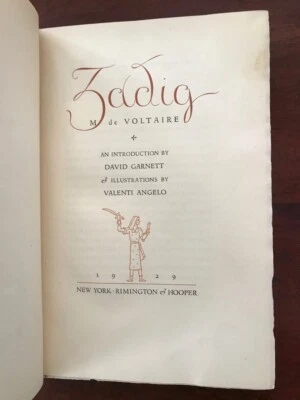 Zadig
M de VOLTAIRE
AN INTRODUCTION BY
DAVID GARNETT
& ILLUSTRATIONS BY
VALENTI ANGELO
1929
NEW YORK · RIMINGTON & HOOPER